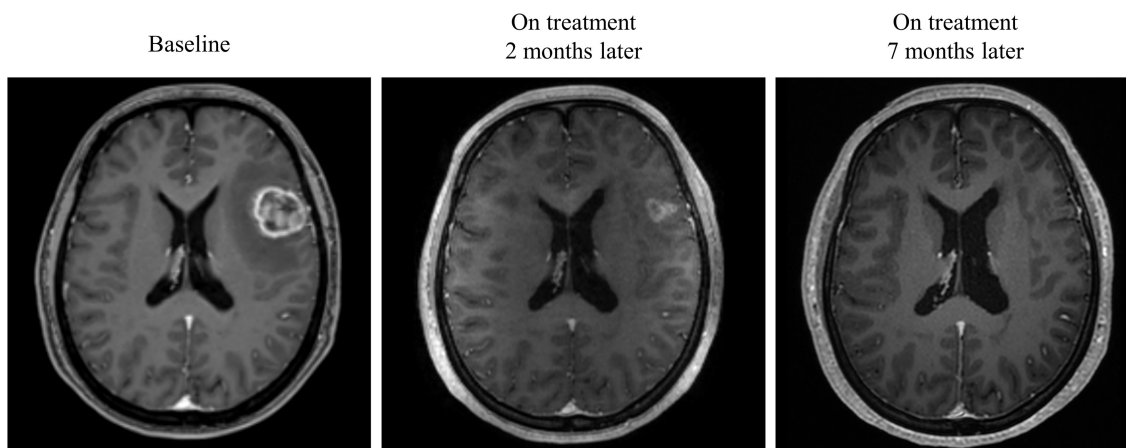 Baseline
On treatment
2 months later
On treatment
7 months later